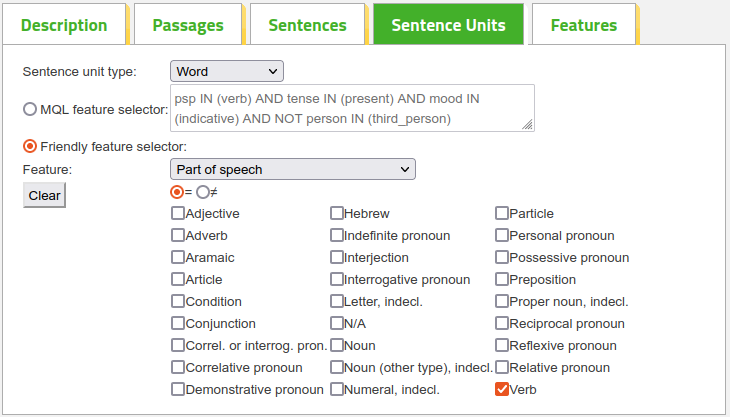 Description Passages Sentences Sentence Units Features
Sentence unit type: Word
MQL feature selector: psp IN (verb) AND tense IN (present) AND mood IN
(indicative) AND NOT person IN (third_person)
Friendly feature selector:
Feature: Part of speech
Clear = ≠
Adjective Hebrew Particle
Adverb Indefinite pronoun Personal pronoun
Aramaic Interjection Possessive pronoun
Article Interrogative pronoun Preposition
Condition Letter, indecl. Proper noun, indecl.
Conjunction N/A Reciprocal pronoun
Correl. or interrog. pron. Noun Reflexive pronoun
Correlative pronoun Noun (other type), indecl. Relative pronoun
Demonstrative pronoun Numeral, indecl. Verb